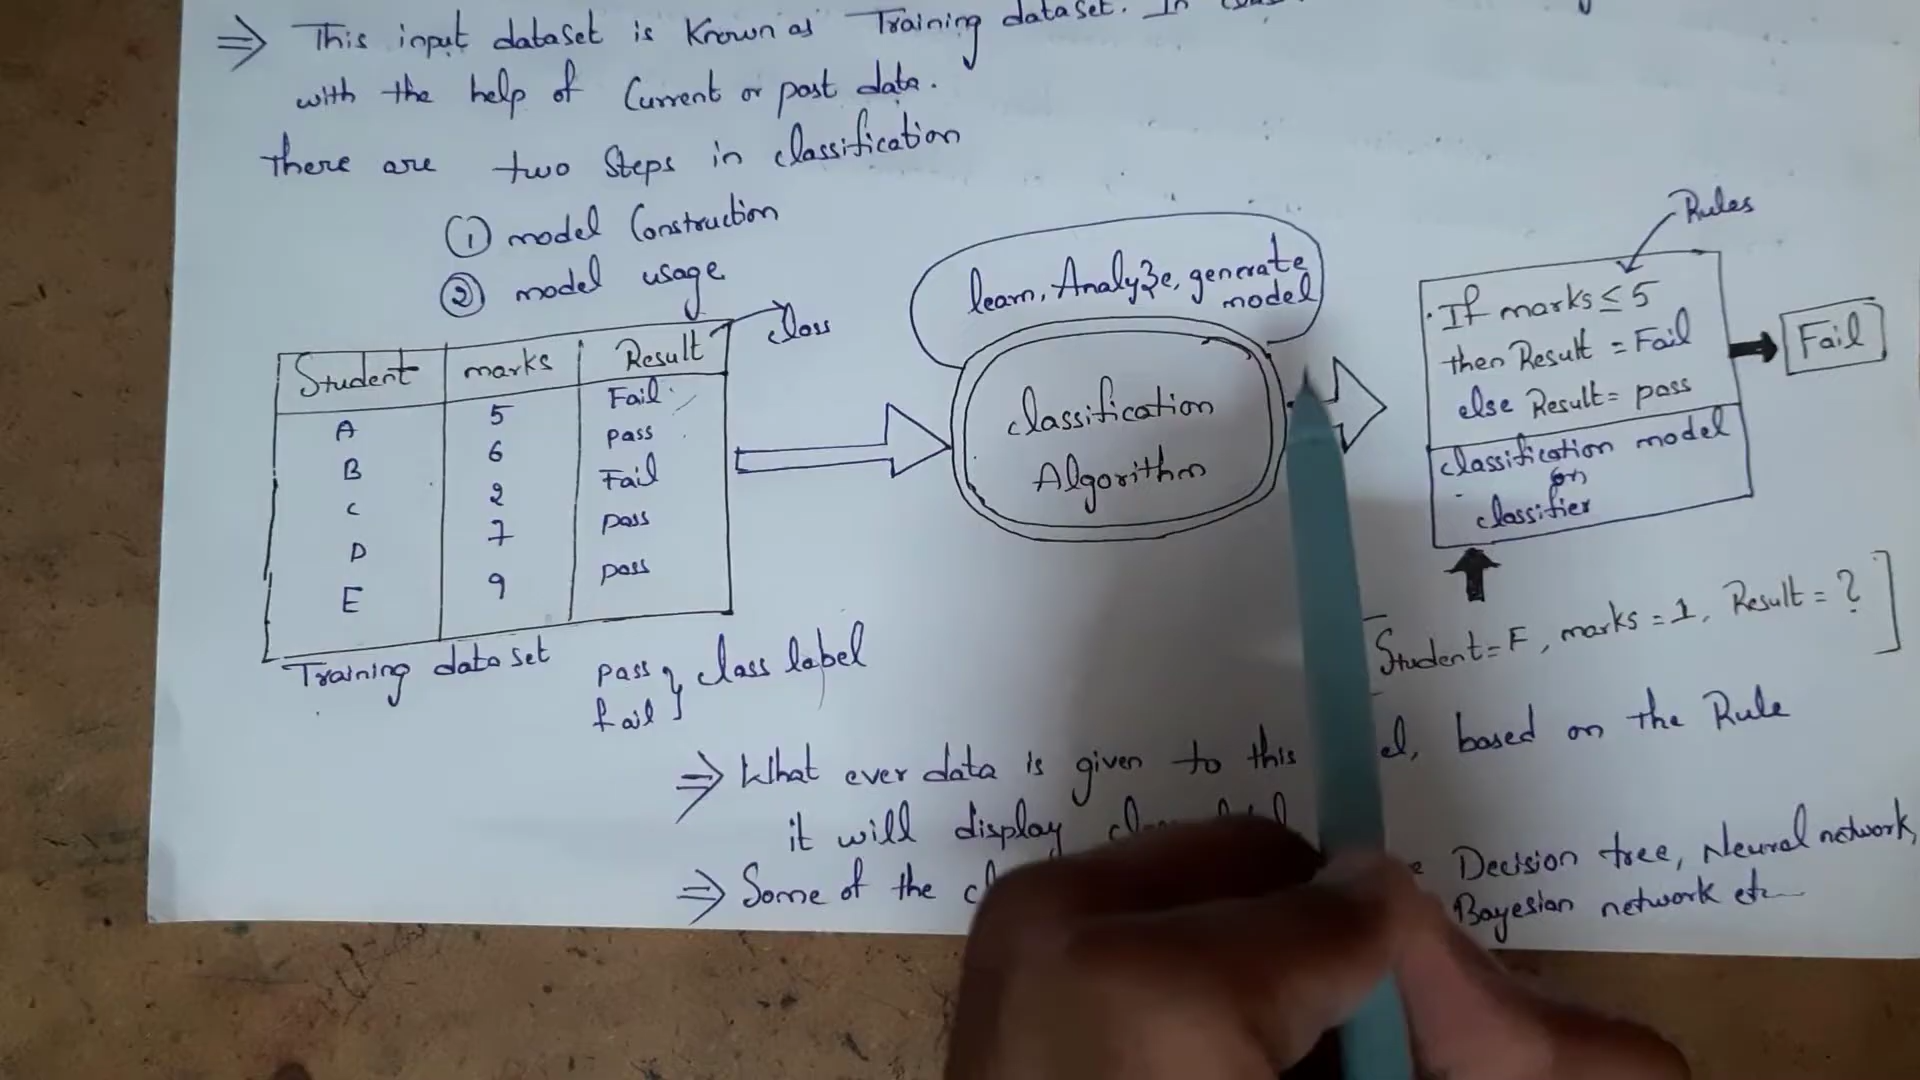 ⇒ This input dataset is known as Training dataset. In
with the help of Current or past data.
There are two steps in classification
① model Construction
② model usage
class
Student marks Result
A 5 Fail
B 6 pass
C 2 Fail
D 7 pass
E 9 pass
Training dataset
pass } class label
fail
learn, Analyze, generate
model
classification
Algorithm
Rules
If marks ≤ 5
then Result = Fail
else Result = pass
Fail
classification model
or
classifier
Student = F, marks = 1, Result = ? ]
⇒ What ever data is given to this based on the Rule
it will display
⇒ Some of the Decision tree, Neural network,
Bayesian network etc